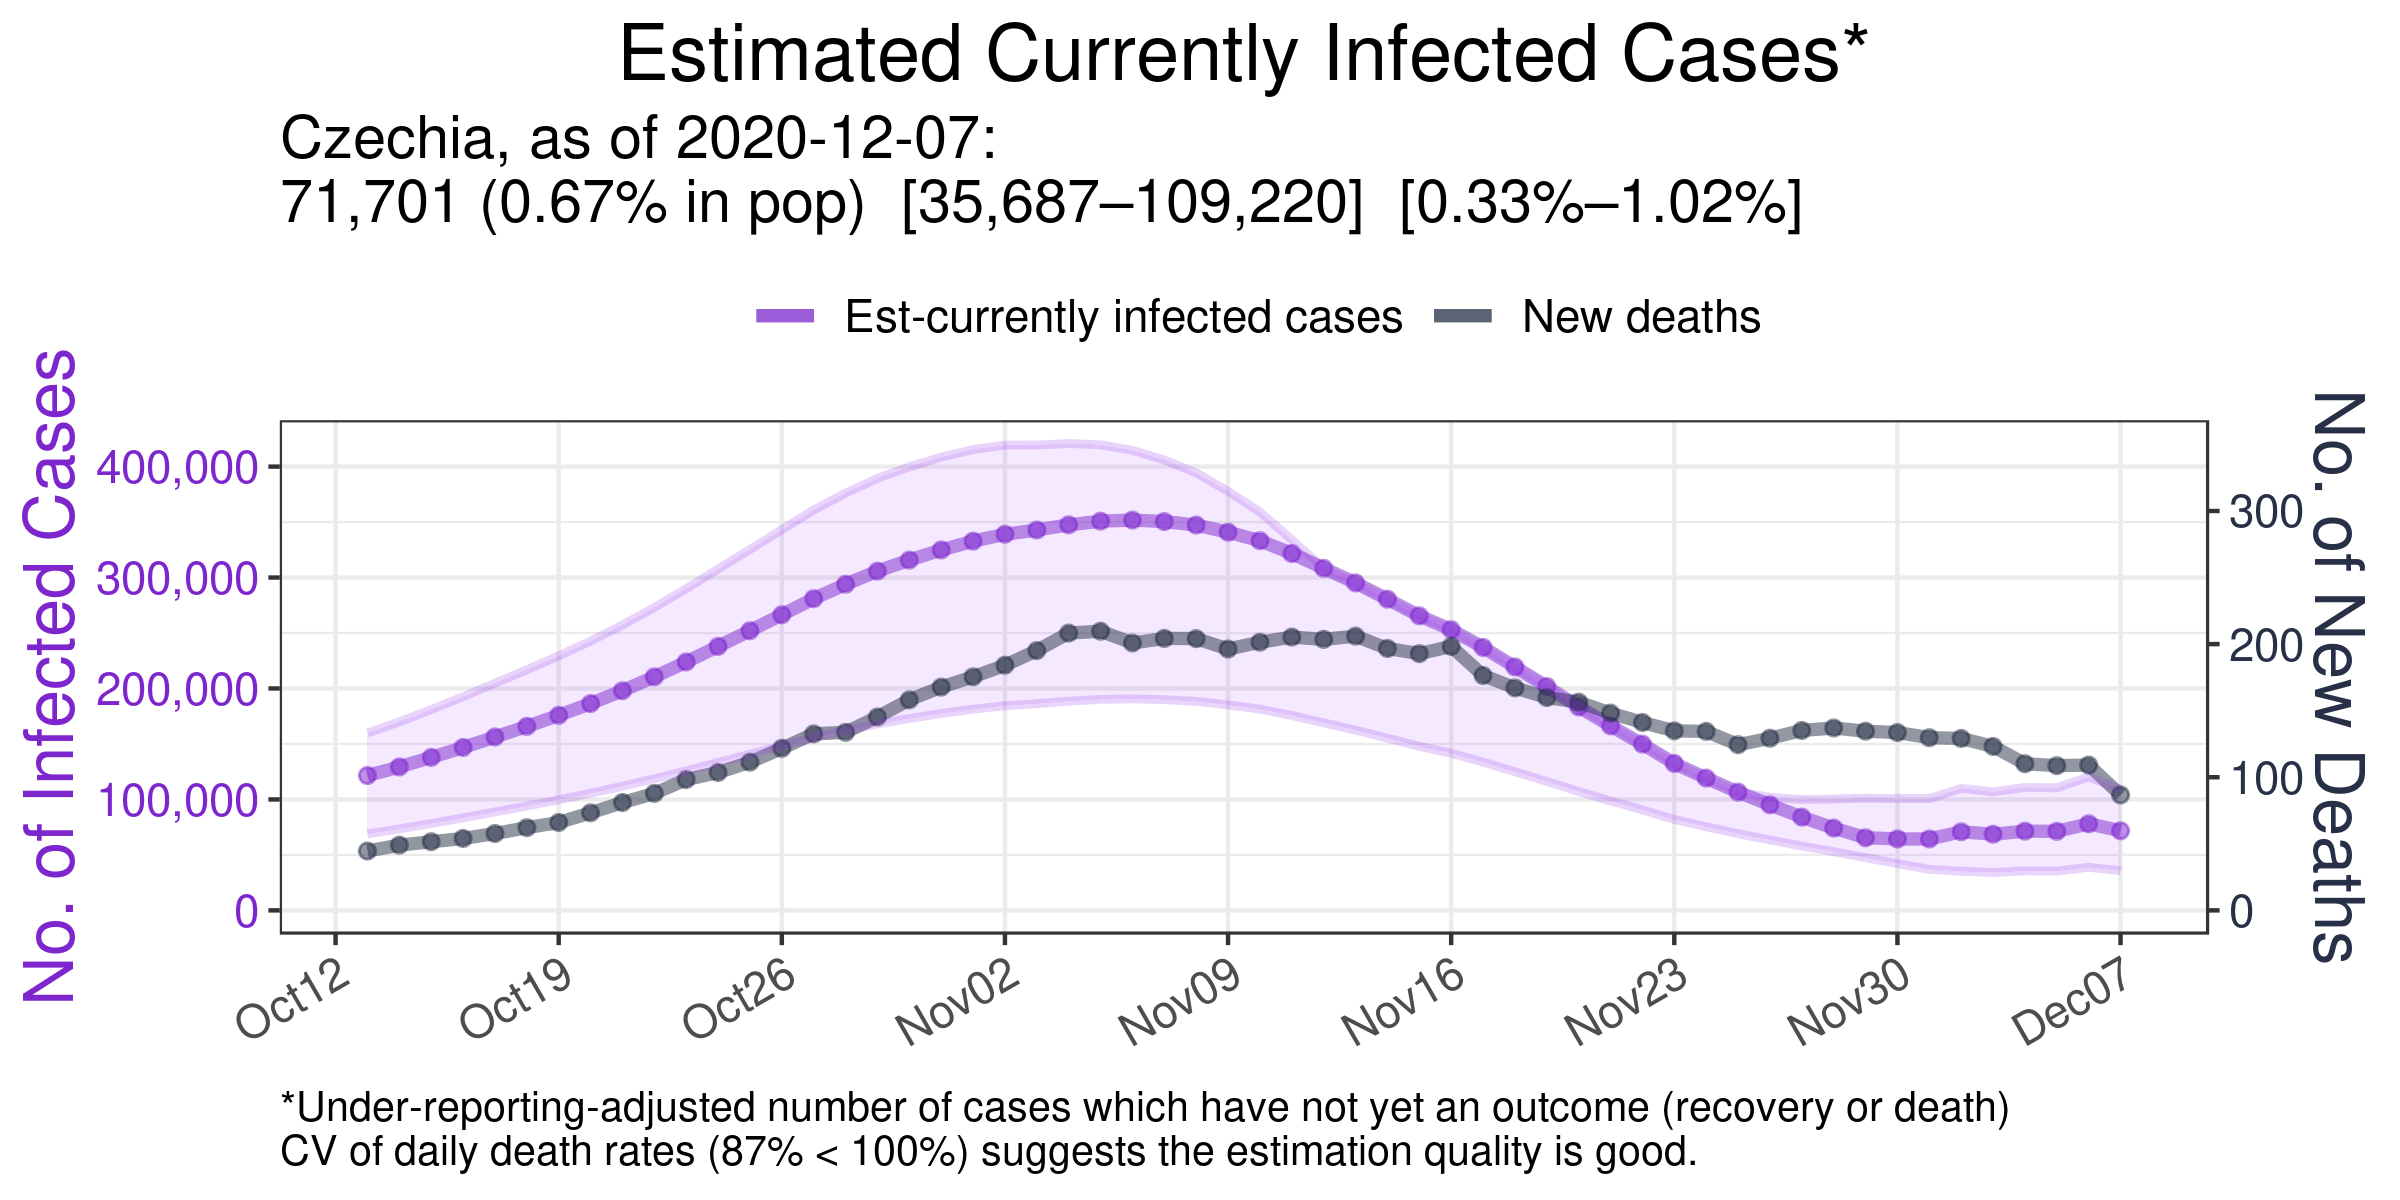 Estimated Currently Infected Cases*
Czechia, as of 2020-12-07:
71,701 (0.67% in pop)  [35,687–109,220]  [0.33%–1.02%]
Est-currently infected cases
New deaths
No. of Infected Cases
400,000
300,000
200,000
100,000
0
No. of New Deaths
300
200
100
0
Oct12
Oct19
Oct26
Nov02
Nov09
Nov16
Nov23
Nov30
Dec07
*Under-reporting-adjusted number of cases which have not yet an outcome (recovery or death)
CV of daily death rates (87% < 100%) suggests the estimation quality is good.